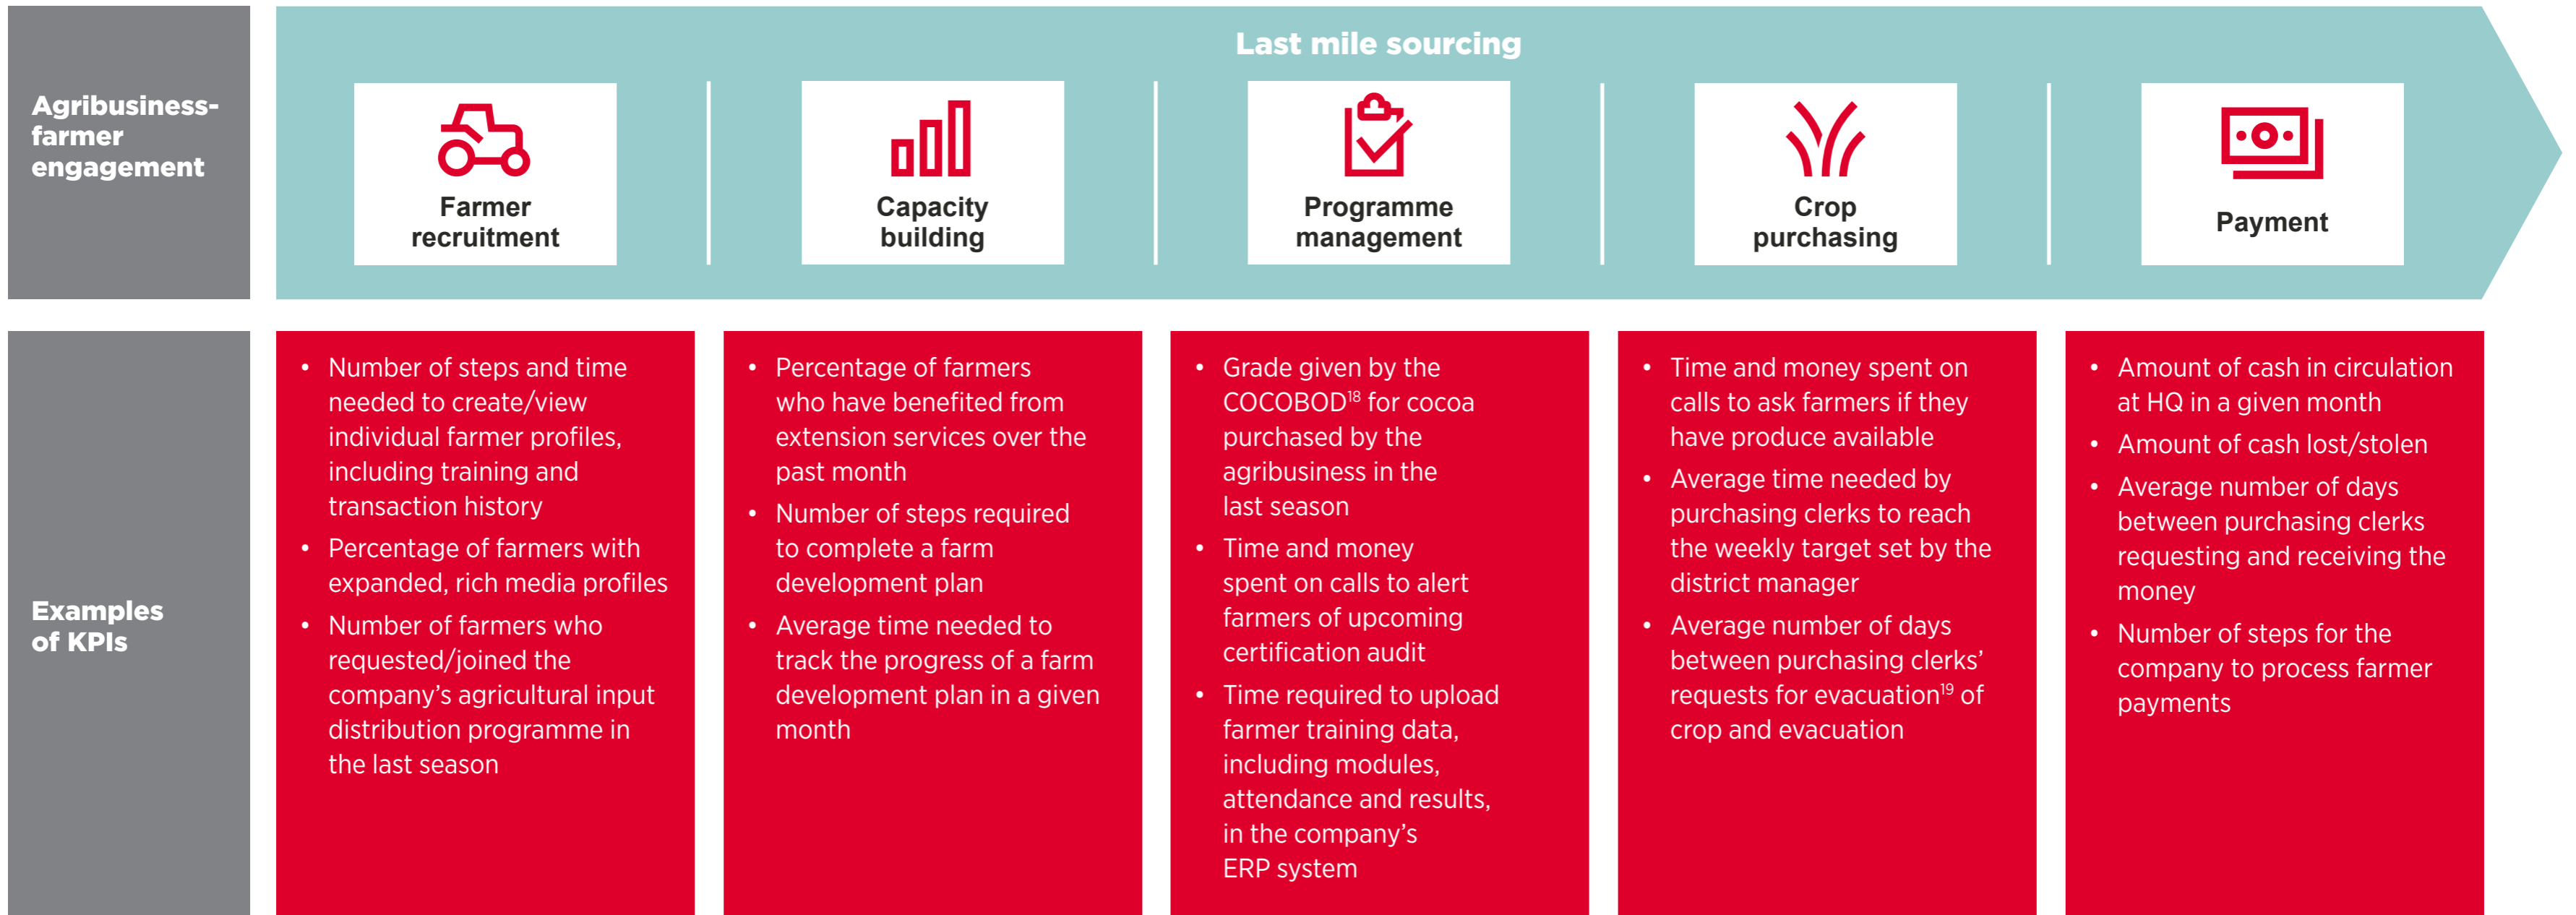 Agribusiness-
farmer
engagement
Last mile sourcing
Farmer
recruitment
Capacity
building
Programme
management
Crop
purchasing
Payment
Examples
of KPIs
• Number of steps and time
needed to create/view
individual farmer profiles,
including training and
transaction history
• Percentage of farmers with
expanded, rich media profiles
• Number of farmers who
requested/joined the
company’s agricultural input
distribution programme in
the last season
• Percentage of farmers
who have benefited from
extension services over the
past month
• Number of steps required
to complete a farm
development plan
• Average time needed to
track the progress of a farm
development plan in a given
month
• Grade given by the
COCOBOD18 for cocoa
purchased by the
agribusiness in the
last season
• Time and money
spent on calls to alert
farmers of upcoming
certification audit
• Time required to upload
farmer training data,
including modules,
attendance and results,
in the company’s
ERP system
• Time and money spent on
calls to ask farmers if they
have produce available
• Average time needed by
purchasing clerks to reach
the weekly target set by the
district manager
• Average number of days
between purchasing clerks’
requests for evacuation19 of
crop and evacuation
• Amount of cash in circulation
at HQ in a given month
• Amount of cash lost/stolen
• Average number of days
between purchasing clerks
requesting and receiving the
money
• Number of steps for the
company to process farmer
payments